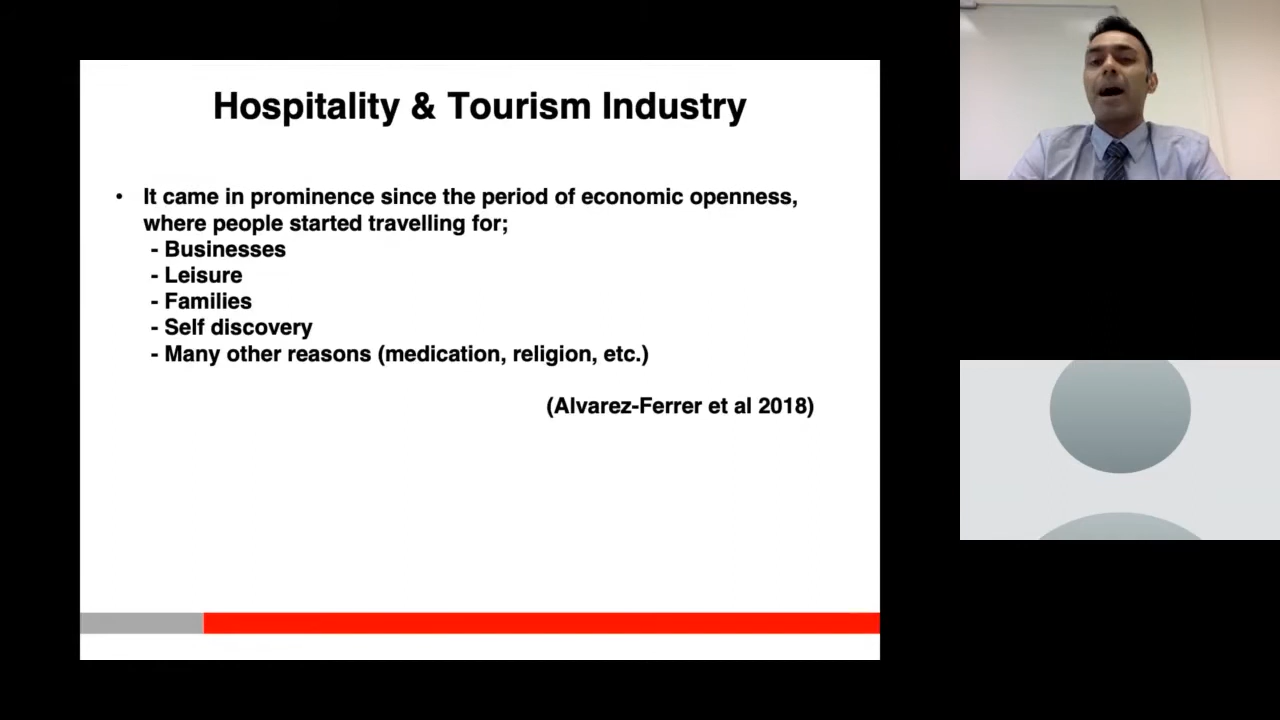 Hospitality & Tourism Industry
• It came in prominence since the period of economic openness,
where people started travelling for;
- Businesses
- Leisure
- Families
- Self discovery
- Many other reasons (medication, religion, etc.)
(Alvarez-Ferrer et al 2018)